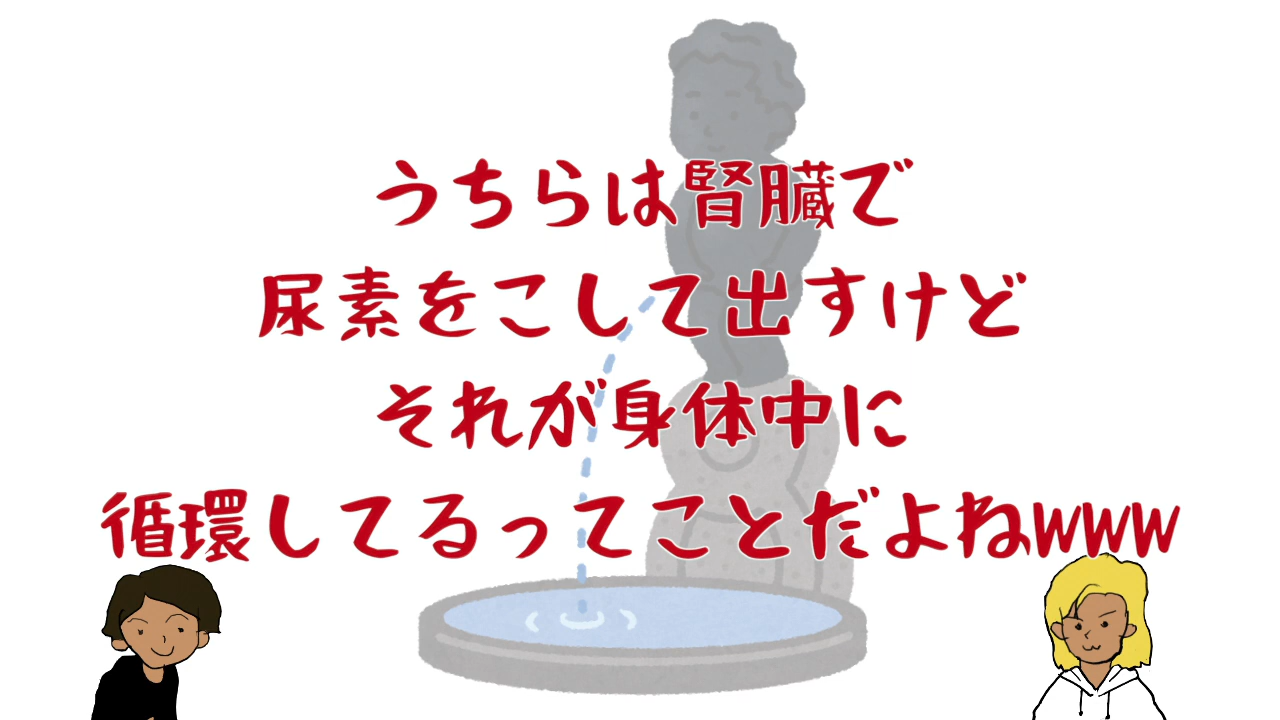 うちらは腎臓で
尿素をこして出すけど
それが身体中に
循環してるってことだよねwww